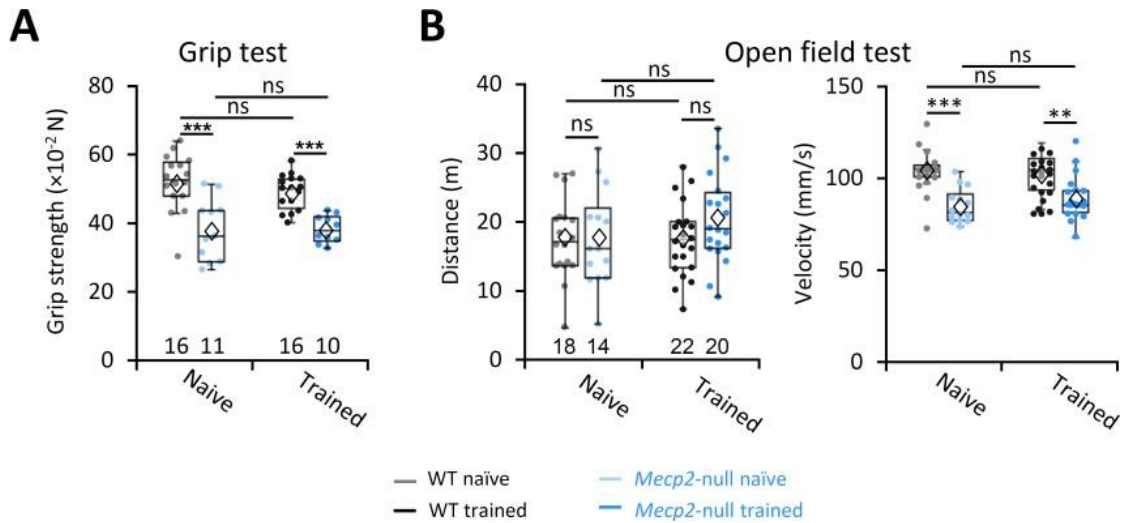 A
Grip test
Grip strength (×10⁻² N)
80
60
40
20
0
ns
ns
***
***
16 11 16 10
Naive
Trained
B
Open field test
Distance (m)
40
30
20
10
0
ns
ns
ns
ns
18 14 22 20
Naive
Trained
Velocity (mm/s)
150
100
50
0
ns
ns
***
**
Naive
Trained
WT naïve
Mecp2-null naïve
WT trained
Mecp2-null trained